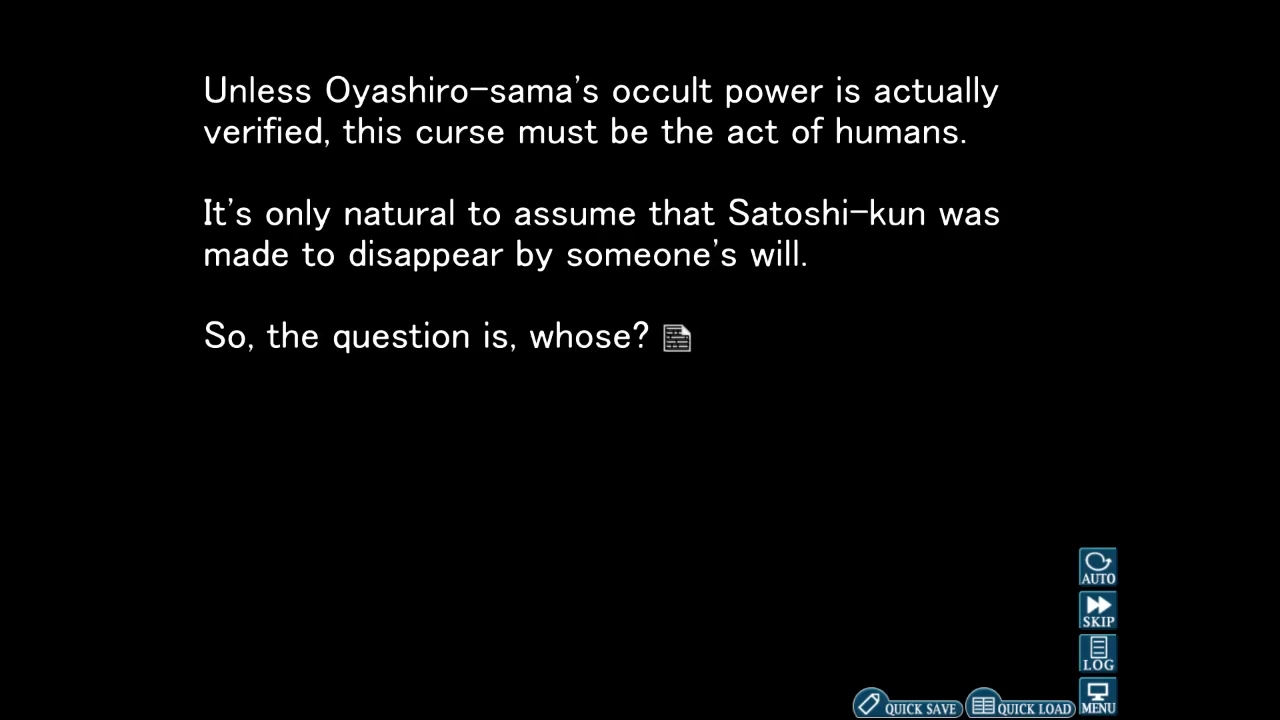 Unless Oyashiro-sama's occult power is actually
verified, this curse must be the act of humans.
It's only natural to assume that Satoshi-kun was
made to disappear by someone's will.
So, the question is, whose?
AUTO
SKIP
LOG
MENU
QUICK SAVE
QUICK LOAD